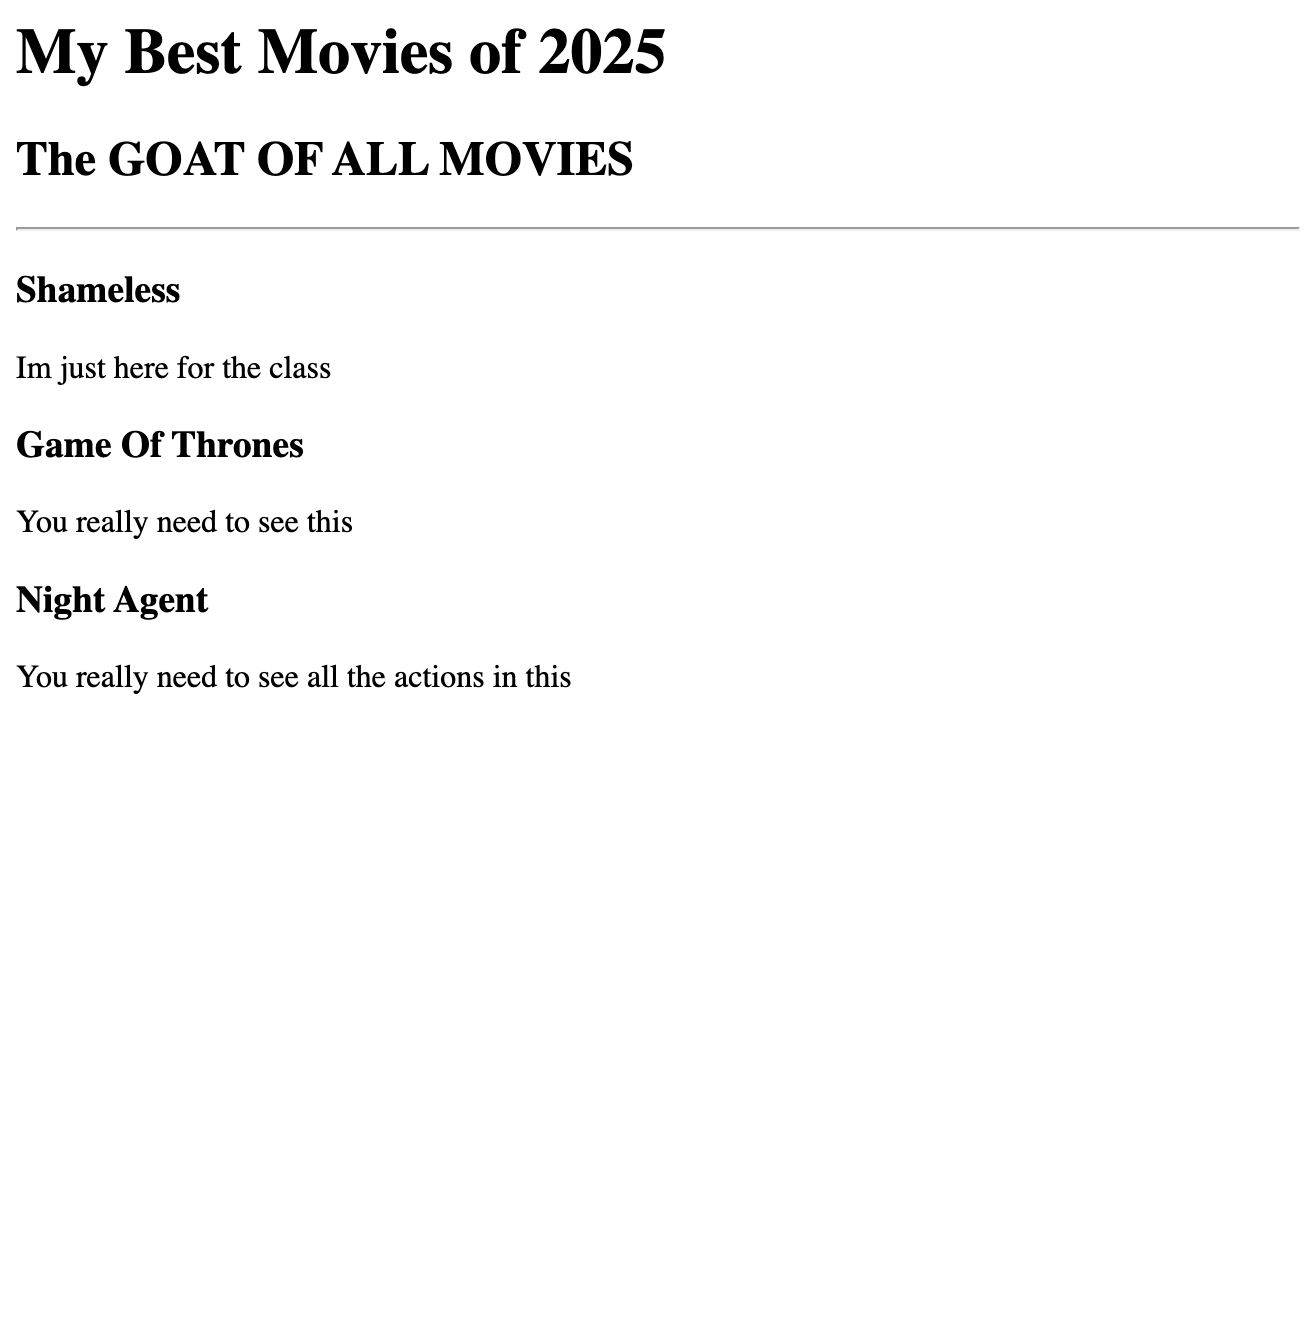 My Best Movies of 2025
The GOAT OF ALL MOVIES
Shameless
Im just here for the class
Game Of Thrones
You really need to see this
Night Agent
You really need to see all the actions in this